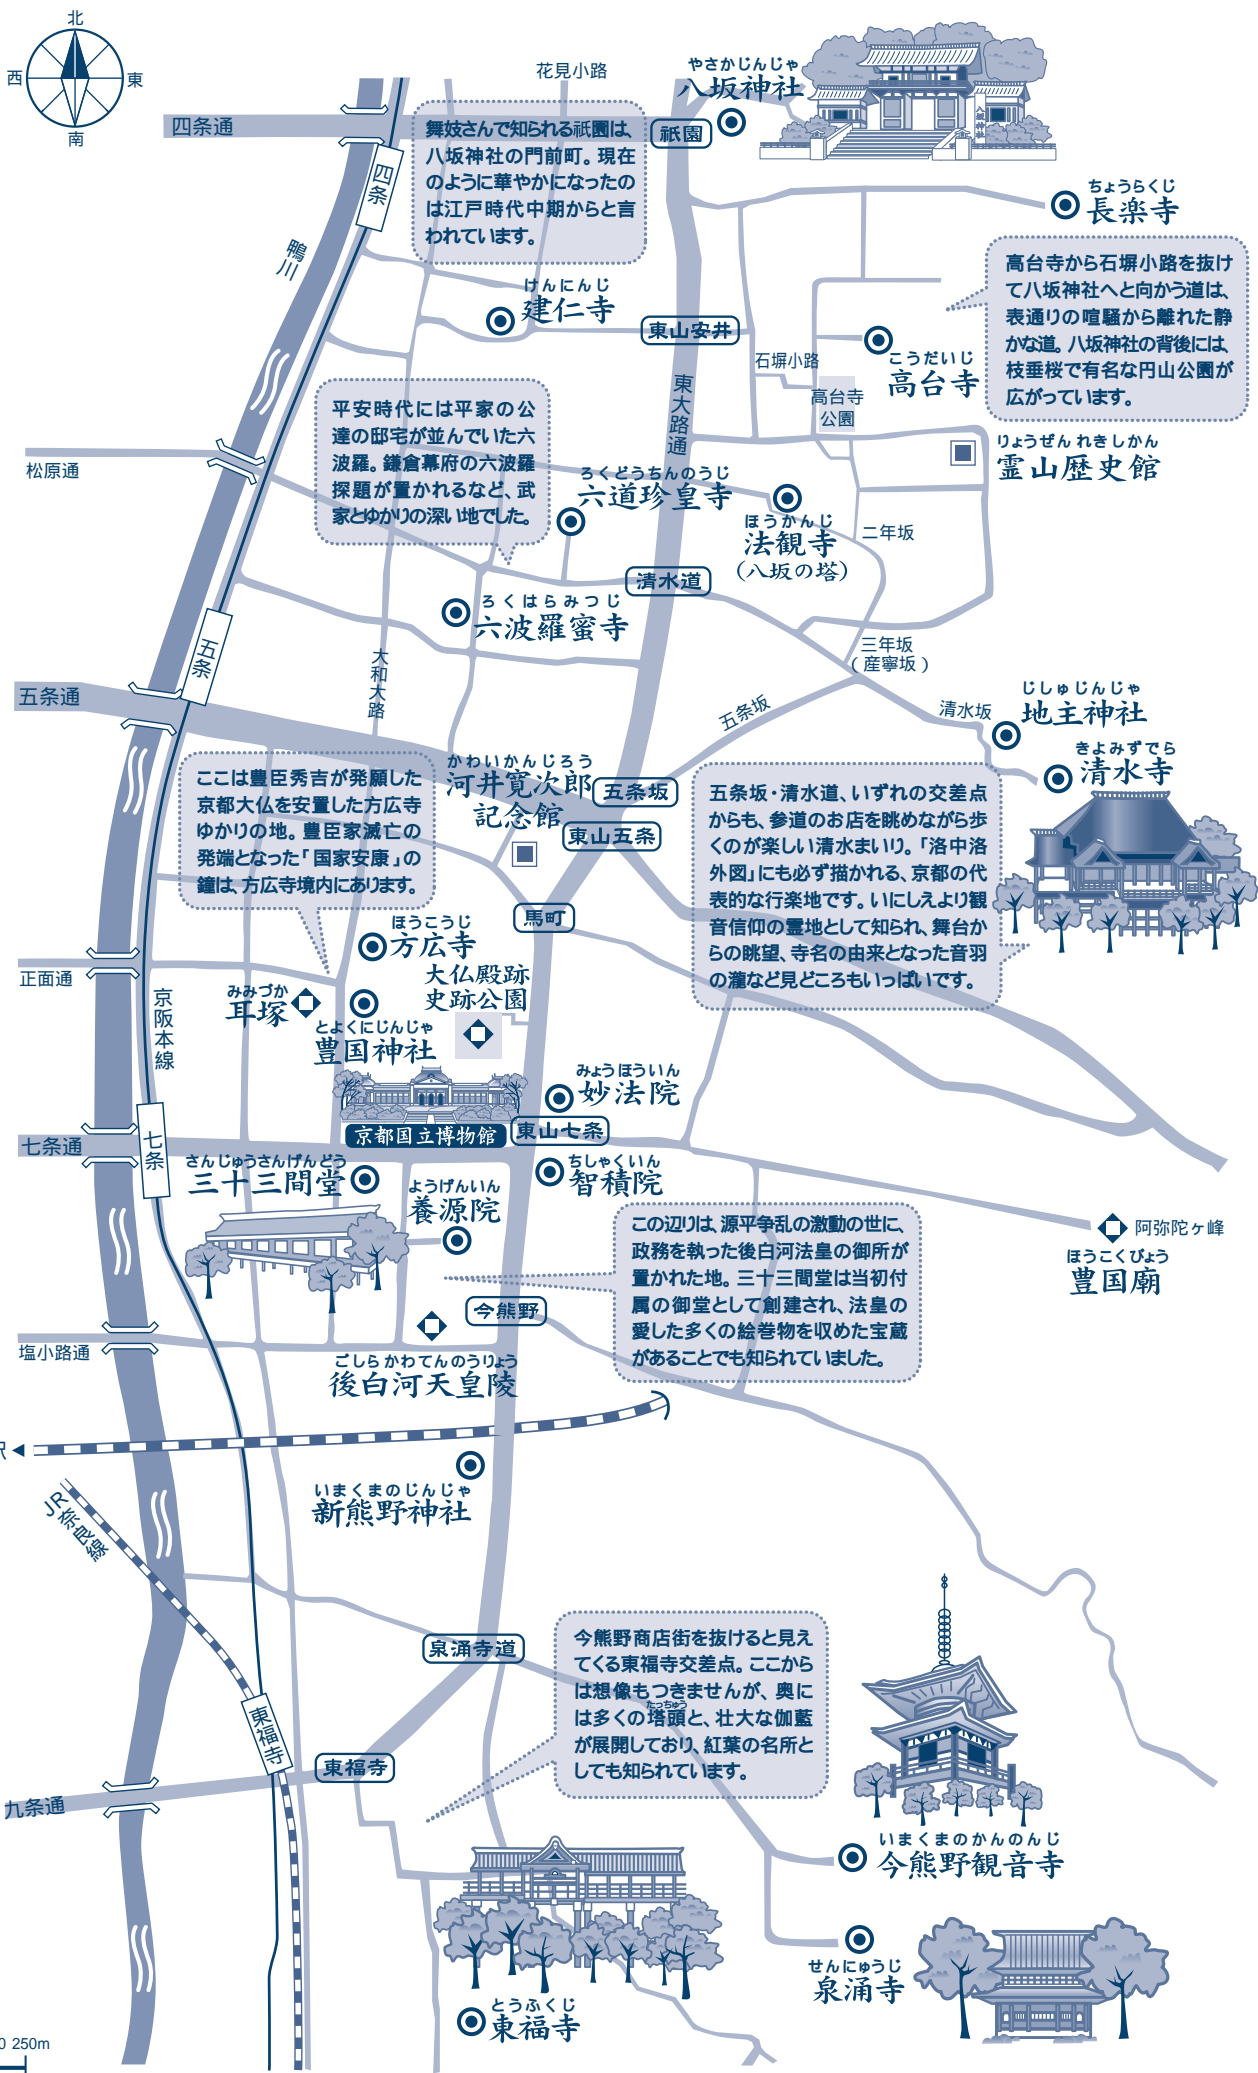 北
西
東
南
花見小路
やさかじんじゃ
八坂神社
八坂神社
四条通
祇園
舞妓さんで知られる祇園は、
八坂神社の門前町。現在
のように華やかになったの
は江戸時代中期からと言
われています。
四条
鴨川
ちょうらくじ
長楽寺
高台寺から石塀小路を抜け
て八坂神社へと向かう道は、
表通りの喧騒から離れた静
かな道。八坂神社の背後には、
枝垂桜で有名な円山公園が
広がっています。
けんにんじ
建仁寺
東山安井
石塀小路
こうだいじ
高台寺
高台寺
公園
東大路通
平安時代には平家の公
達の邸宅が並んでいた六
波羅。鎌倉幕府の六波羅
探題が置かれるなど、武
家とゆかりの深い地でした。
松原通
りょうぜんれきしかん
霊山歴史館
ろくどうちんのうじ
六道珍皇寺
ほうかんじ
法観寺
(八坂の塔)
二年坂
清水道
ろくはらみつじ
六波羅蜜寺
五条
大和大路
三年坂
(産寧坂)
五条通
五条坂
清水坂
じしゅじんじゃ
地主神社
きよみずでら
清水寺
ここは豊臣秀吉が発願した
京都大仏を安置した方広寺
ゆかりの地。豊臣家滅亡の
発端となった「国家安康」の
鐘は、方広寺境内にあります。
かわいかんじろう
河井寛次郎
記念館
五条坂
東山五条
五条坂・清水道、いずれの交差点
からも、参道のお店を眺めながら歩
くのが楽しい清水まいり。「洛中洛
外図」にも必ず描かれる、京都の代
表的な行楽地です。いにしえより観
音信仰の霊地として知られ、舞台か
らの眺望、寺名の由来となった音羽
の瀧など見どころもいっぱいです。
馬町
ほうこうじ
方広寺
大仏殿跡
史跡公園
正面通
京阪本線
みみづか
耳塚
とよくにじんじゃ
豊国神社
みょうほういん
妙法院
京都国立博物館
東山七条
七条通
七条
さんじゅうさんげんどう
三十三間堂
ようげんいん
養源院
ちしゃくいん
智積院
この辺りは、源平争乱の激動の世に、
政務を執った後白河法皇の御所が
置かれた地。三十三間堂は当初付
属の御堂として創建され、法皇の
愛した多くの絵巻物を収めた宝蔵
があることでも知られていました。
阿弥陀ヶ峰
ほうこくびょう
豊国廟
今熊野
塩小路通
ごしらかわてんのうりょう
後白河天皇陵
JR奈良線
いまくまのじんじゃ
新熊野神社
泉涌寺道
今熊野商店街を抜けると見え
てくる東福寺交差点。ここから
は想像もつきませんが、奥に
たっちゅう
は多くの塔頭と、壮大な伽藍
が展開しており、紅葉の名所と
しても知られています。
東福寺
東福寺
九条通
いまくまのかんのんじ
今熊野観音寺
せんにゅうじ
泉涌寺
とうふくじ
東福寺
0 250m